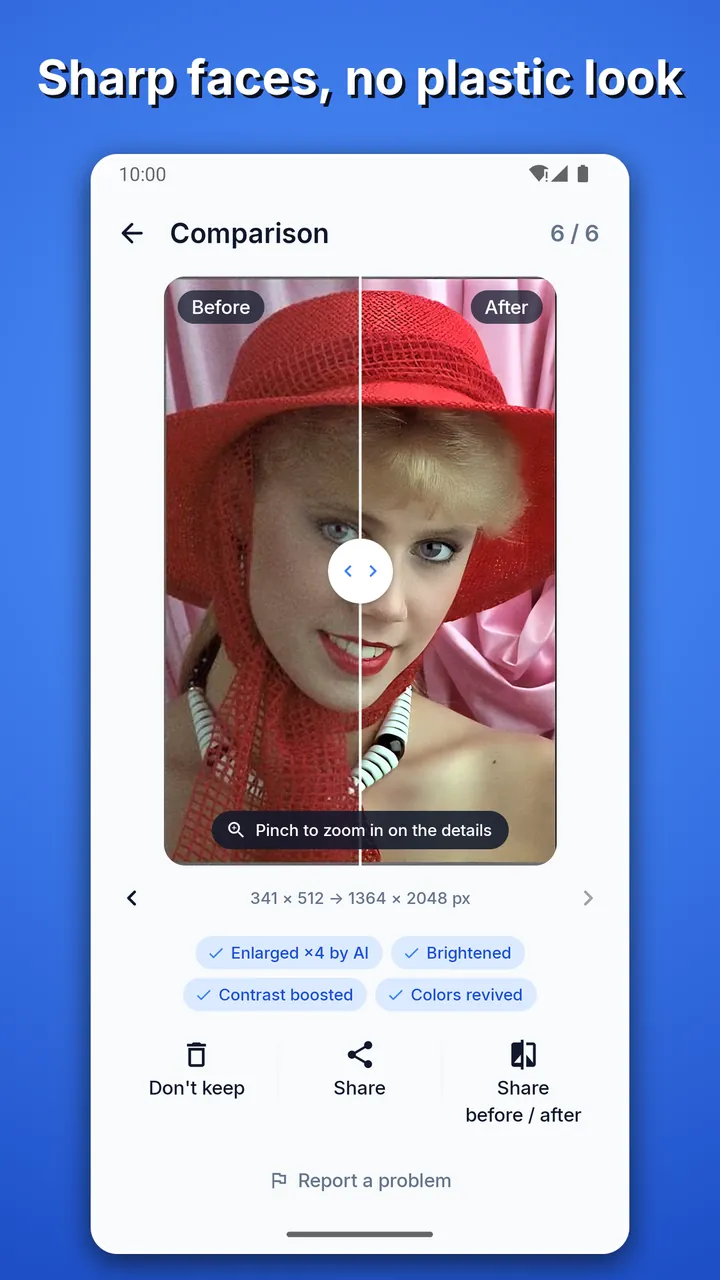 Sharp faces, no plastic look
10:00
Comparison
6 / 6
Before
After
Pinch to zoom in on the details
341 × 512 → 1364 × 2048 px
Enlarged ×4 by AI
Brightened
Contrast boosted
Colors revived
Don't keep
Share
Share
before / after
Report a problem